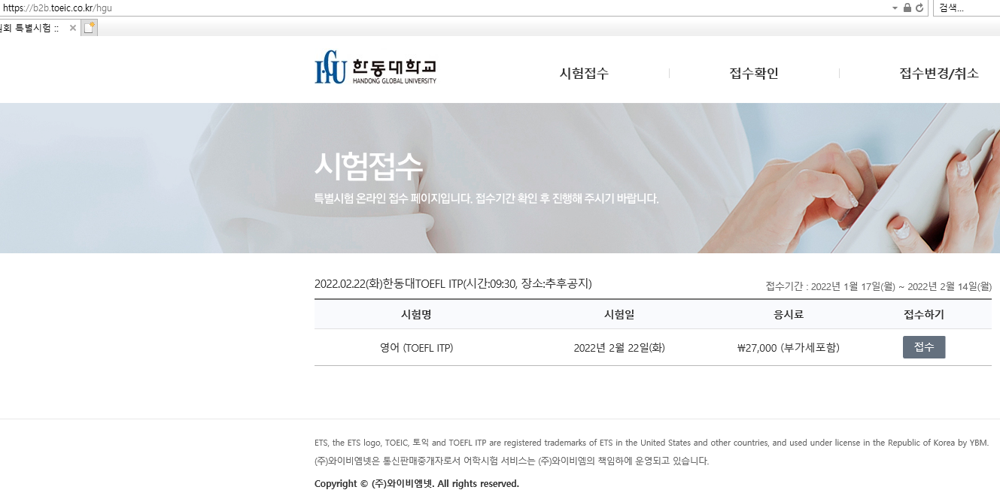 https://b2b.toeic.co.kr/hgu
검색...
회 특별시험 ::
HGU 한동대학교
HANDONG GLOBAL UNIVERSITY
시험접수 접수확인 접수변경/취소
시험접수
특별시험 온라인 접수 페이지입니다. 접수기간 확인 후 진행해 주시기 바랍니다.
2022.02.22(화)한동대TOEFL ITP(시간:09:30, 장소:추후공지)
접수기간 : 2022년 1월 17일(월) ~ 2022년 2월 14일(월)
시험명 시험일 응시료 접수하기
영어 (TOEFL ITP) 2022년 2월 22일(화) ₩27,000 (부가세포함) 접수
ETS, the ETS logo, TOEIC, 토익 and TOEFL ITP are registered trademarks of ETS in the United States and other countries, and used under license in the Republic of Korea by YBM.
(주)와이비엠넷은 통신판매중개자로서 어학시험 서비스는 (주)와이비엠의 책임하에 운영되고 있습니다.
Copyright © (주)와이비엠넷. All rights reserved.